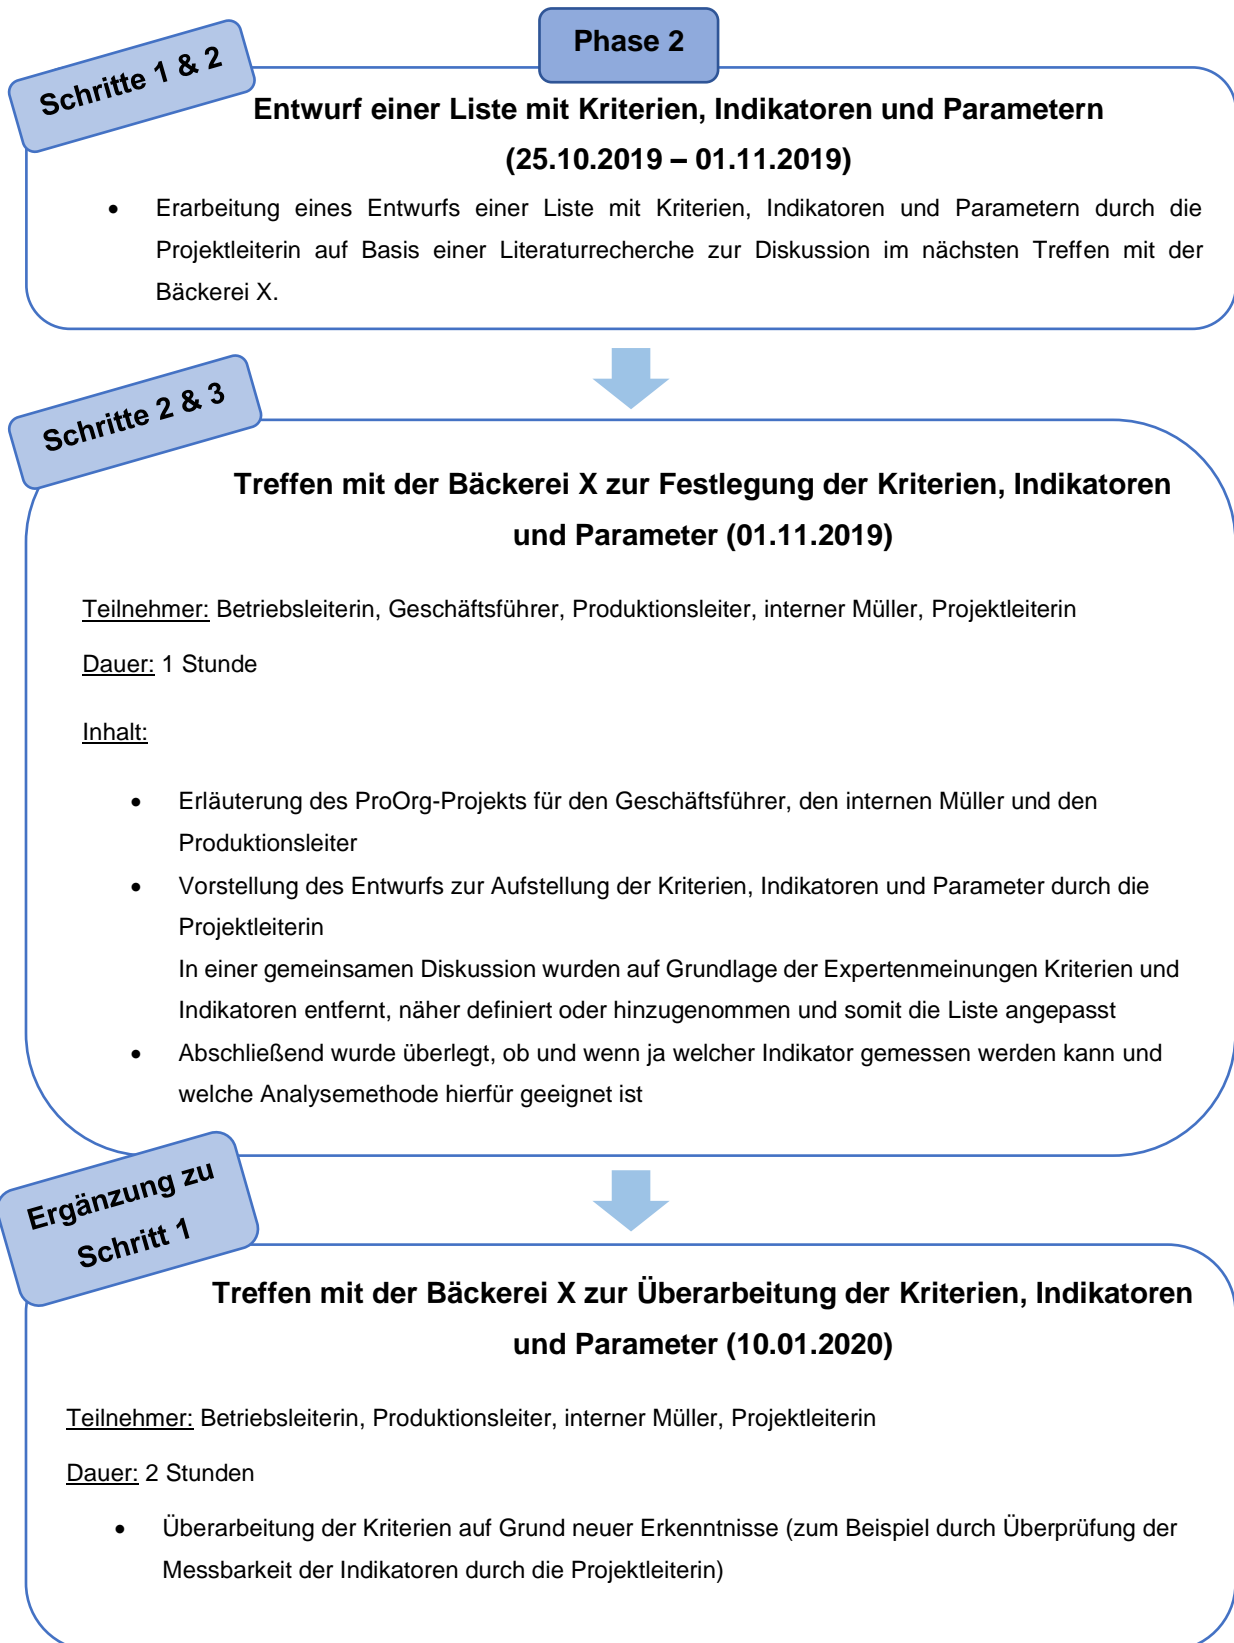 Phase 2
Schritte 1 & 2
Entwurf einer Liste mit Kriterien, Indikatoren und Parametern
(25.10.2019 – 01.11.2019)
• Erarbeitung eines Entwurfs einer Liste mit Kriterien, Indikatoren und Parametern durch die
Projektleiterin auf Basis einer Literaturrecherche zur Diskussion im nächsten Treffen mit der
Bäckerei X.
Schritte 2 & 3
Treffen mit der Bäckerei X zur Festlegung der Kriterien, Indikatoren
und Parameter (01.11.2019)
Teilnehmer: Betriebsleiterin, Geschäftsführer, Produktionsleiter, interner Müller, Projektleiterin
Dauer: 1 Stunde
Inhalt:
• Erläuterung des ProOrg-Projekts für den Geschäftsführer, den internen Müller und den
Produktionsleiter
• Vorstellung des Entwurfs zur Aufstellung der Kriterien, Indikatoren und Parameter durch die
Projektleiterin
In einer gemeinsamen Diskussion wurden auf Grundlage der Expertenmeinungen Kriterien und
Indikatoren entfernt, näher definiert oder hinzugenommen und somit die Liste angepasst
• Abschließend wurde überlegt, ob und wenn ja welcher Indikator gemessen werden kann und
welche Analysemethode hierfür geeignet ist
Ergänzung zu
Schritt 1
Treffen mit der Bäckerei X zur Überarbeitung der Kriterien, Indikatoren
und Parameter (10.01.2020)
Teilnehmer: Betriebsleiterin, Produktionsleiter, interner Müller, Projektleiterin
Dauer: 2 Stunden
• Überarbeitung der Kriterien auf Grund neuer Erkenntnisse (zum Beispiel durch Überprüfung der
Messbarkeit der Indikatoren durch die Projektleiterin)